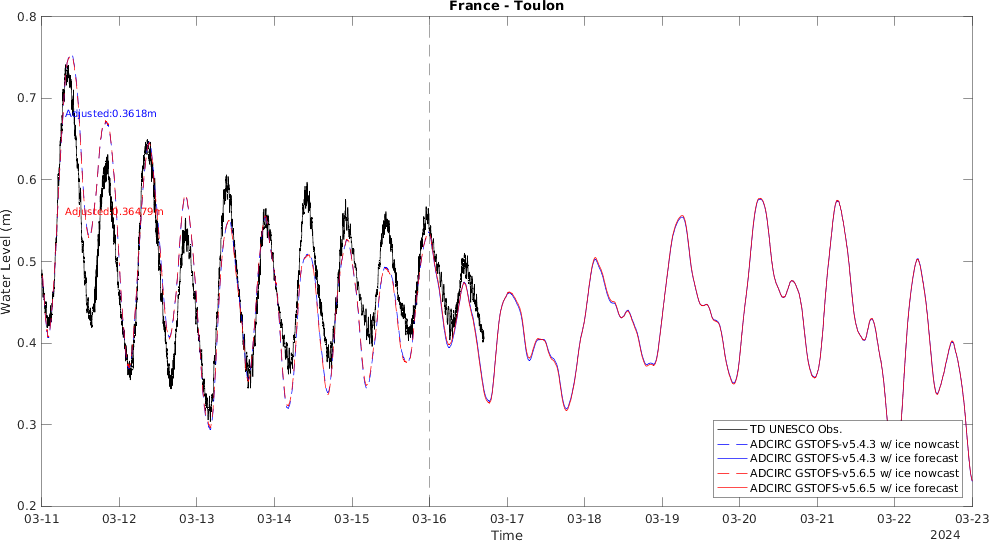 France - Toulon
0.8
0.7
0.6
0.5
0.4
0.3
0.2
Water Level (m)
Adjusted:0.3618m
Adjusted:0.36479m
TD UNESCO Obs.
ADCIRC GSTOFS-v5.4.3 w/ ice nowcast
ADCIRC GSTOFS-v5.4.3 w/ ice forecast
ADCIRC GSTOFS-v5.6.5 w/ ice nowcast
ADCIRC GSTOFS-v5.6.5 w/ ice forecast
03-11 03-12 03-13 03-14 03-15 03-16 03-17 03-18 03-19 03-20 03-21 03-22 03-23
2024
Time